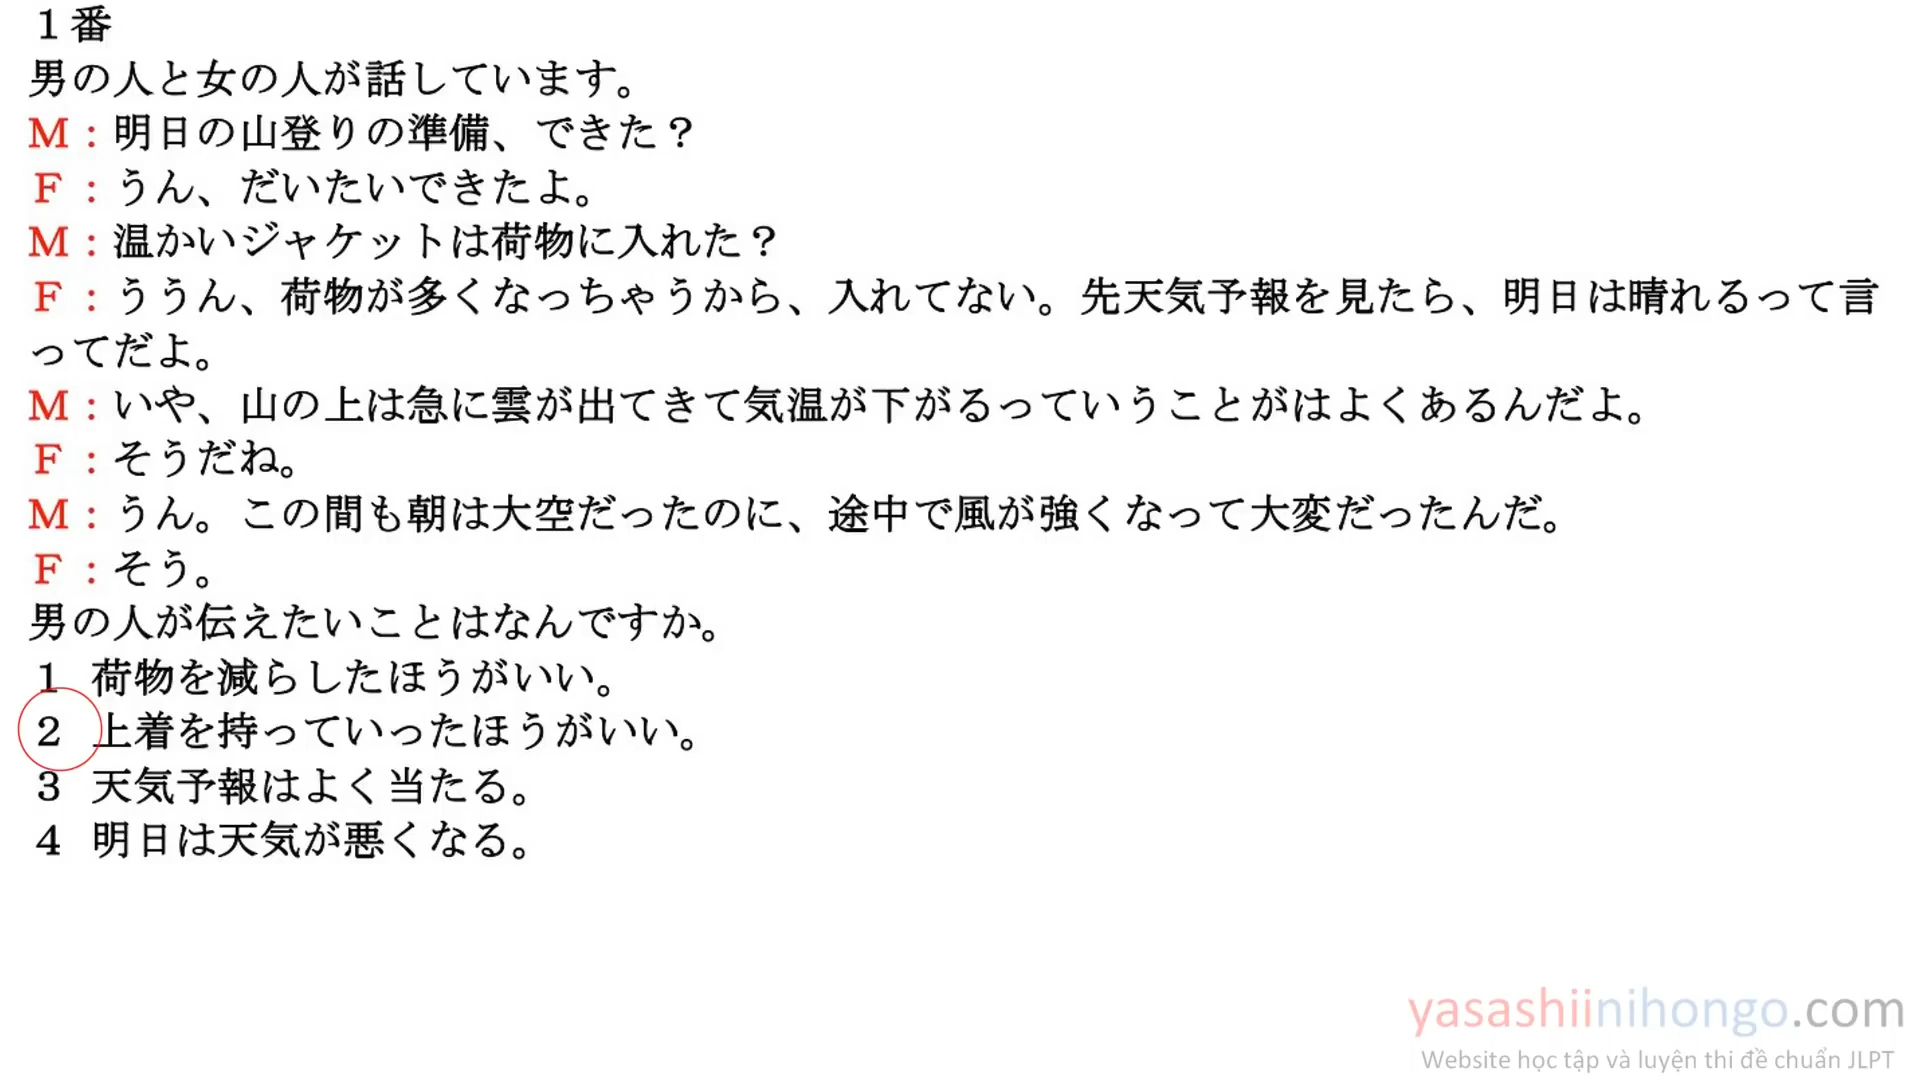 １番
男の人と女の人が話しています。
Ｍ：明日の山登りの準備、できた？
Ｆ：うん、だいたいできたよ。
Ｍ：温かいジャケットは荷物に入れた？
Ｆ：ううん、荷物が多くなっちゃうから、入れてない。先天気予報を見たら、明日は晴れるって言
ってだよ。
Ｍ：いや、山の上は急に雲が出てきて気温が下がるっていうことがはよくあるんだよ。
Ｆ：そうだね。
Ｍ：うん。この間も朝は大空だったのに、途中で風が強くなって大変だったんだ。
Ｆ：そう。
男の人が伝えたいことはなんですか。
１ 荷物を減らしたほうがいい。
２ 上着を持っていったほうがいい。
３ 天気予報はよく当たる。
４ 明日は天気が悪くなる。
yasashiinihongo.com
Website học tập và luyện thi đề chuẩn JLPT